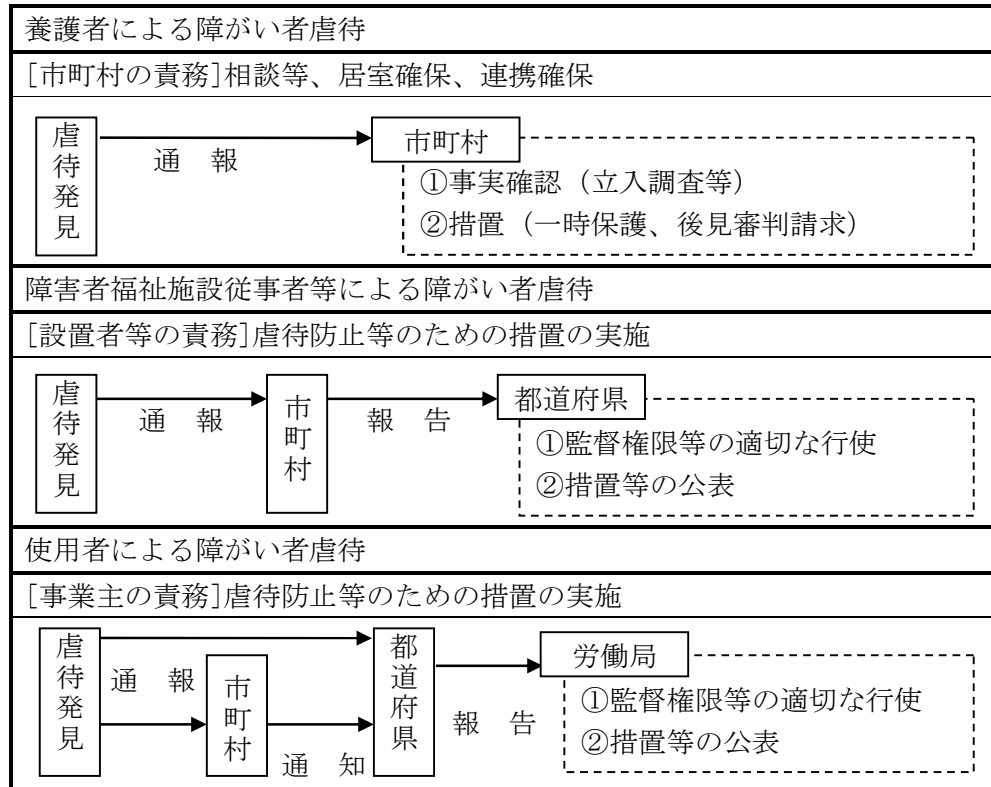 養護者による障がい者虐待
[市町村の責務]相談等、居室確保、連携確保
虐待発見
通 報
市町村
①事実確認（立入調査等）
②措置（一時保護、後見審判請求）
障害者福祉施設従事者等による障がい者虐待
[設置者等の責務]虐待防止等のための措置の実施
虐待発見
通 報
市町村
報 告
都道府県
①監督権限等の適切な行使
②措置等の公表
使用者による障がい者虐待
[事業主の責務]虐待防止等のための措置の実施
虐待発見
通 報
市町村
通 知
都道府県
報 告
労働局
①監督権限等の適切な行使
②措置等の公表